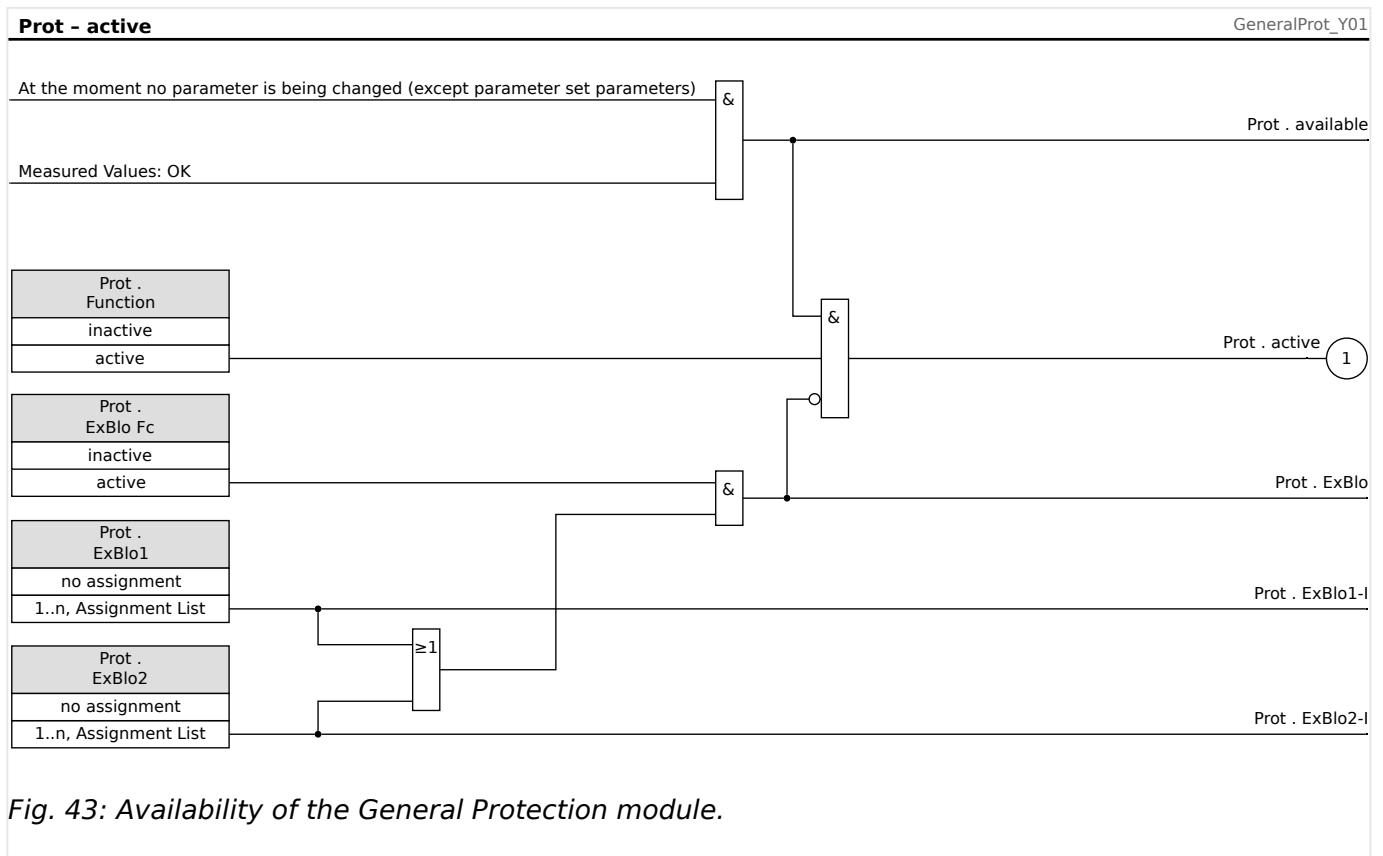 Prot – active
GeneralProt_Y01
At the moment no parameter is being changed (except parameter set parameters)
&
Prot . available
Measured Values: OK
Prot .
Function
inactive
active
&
Prot . active
1
Prot .
ExBlo Fc
inactive
active
&
Prot . ExBlo
Prot .
ExBlo1
no assignment
1..n, Assignment List
Prot . ExBlo1-I
≥1
Prot .
ExBlo2
no assignment
1..n, Assignment List
Prot . ExBlo2-I
Fig. 43: Availability of the General Protection module.